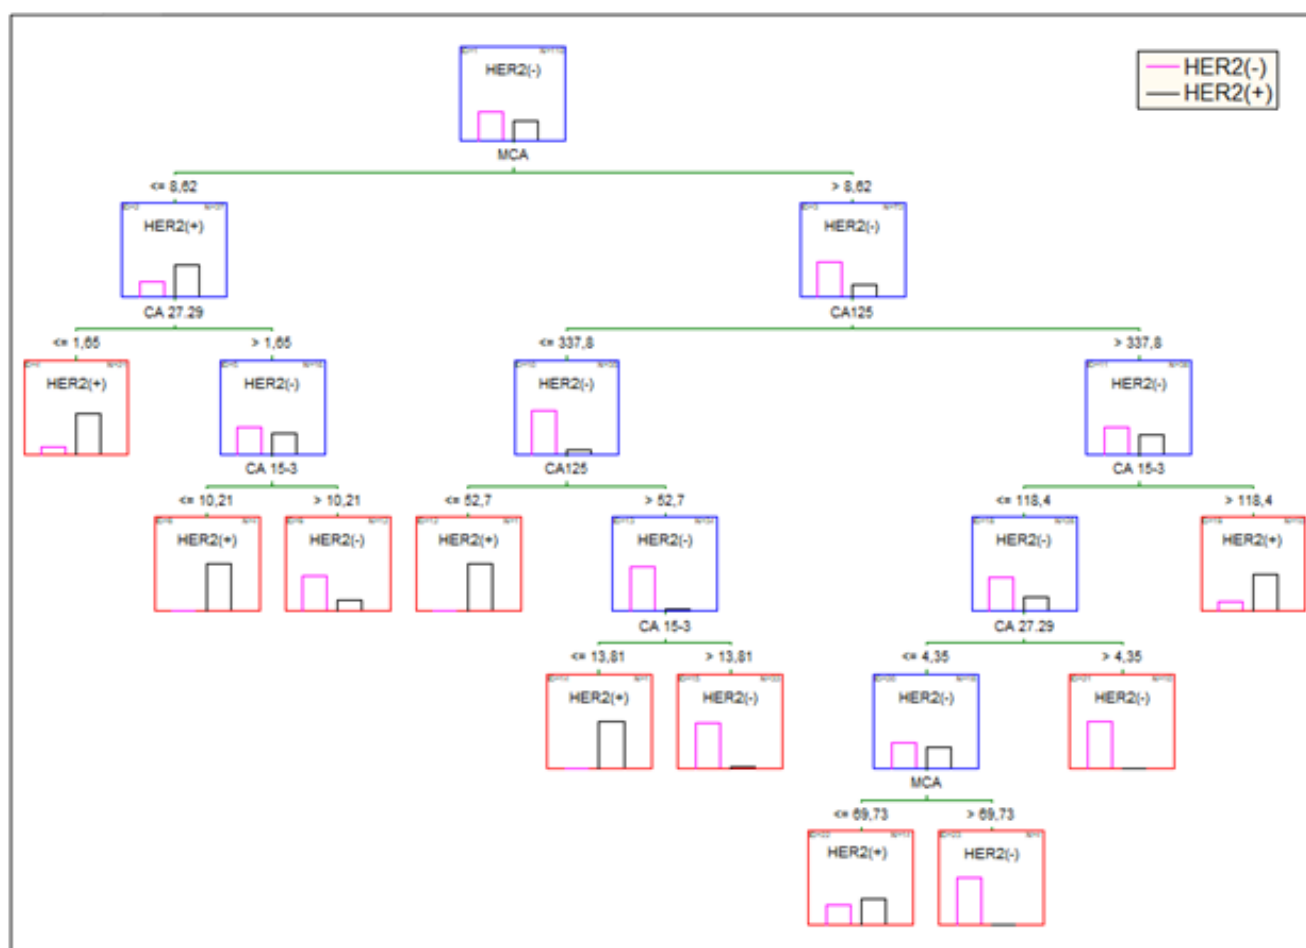 HER2(-)
HER2(-)
HER2(+)
MCA
<= 8,62 > 8,62
HER2(+) HER2(-)
CA 27.29 CA125
<= 1,65 > 1,65 <= 337,8 > 337,8
HER2(+) HER2(-) HER2(-) HER2(-)
CA 15-3 CA125 CA 15-3
<= 10,21 > 10,21 <= 52,7 > 52,7 <= 118,4 > 118,4
HER2(+) HER2(-) HER2(+) HER2(-) HER2(-) HER2(+)
CA 15-3 CA 27.29
<= 13,81 > 13,81 <= 4,35 > 4,35
HER2(+) HER2(-) HER2(-) HER2(-)
MCA
<= 69,73 > 69,73
HER2(+) HER2(-)